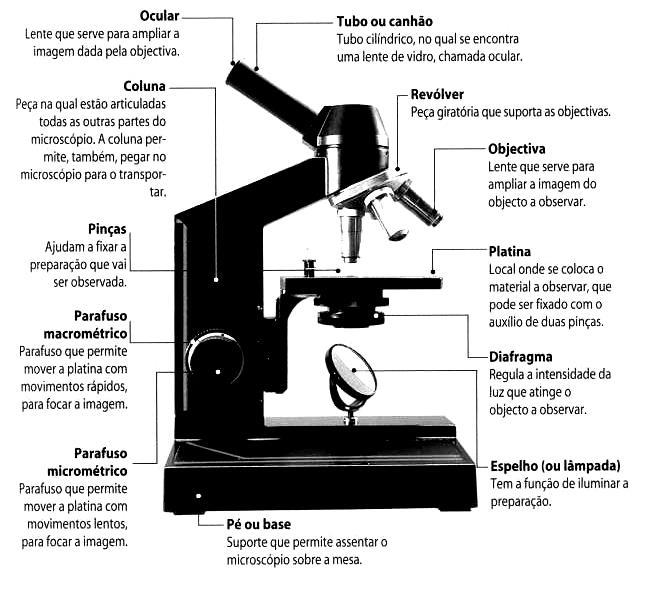 Ocular
Lente que serve para ampliar a
imagem dada pela objectiva.
Tubo ou canhão
Tubo cilíndrico, no qual se encontra
uma lente de vidro, chamada ocular.
Coluna
Peça na qual estão articuladas
todas as outras partes do
microscópio. A coluna per-
mite, também, pegar no
microscópio para o transpor-
tar.
Revólver
Peça giratória que suporta as objectivas.
Objectiva
Lente que serve para
ampliar a imagem do
objecto a observar.
Pinças
Ajudam a fixar a
preparação que vai
ser observada.
Platina
Local onde se coloca o
material a observar, que
pode ser fixado com o
auxílio de duas pinças.
Parafuso
macrométrico
Parafuso que permite
mover a platina com
movimentos rápidos,
para focar a imagem.
Diafragma
Regula a intensidade da
luz que atinge o
objecto a observar.
Parafuso
micrométrico
Parafuso que permite
mover a platina com
movimentos lentos,
para focar a imagem.
Espelho (ou lâmpada)
Tem a função de iluminar a
preparação.
Pé ou base
Suporte que permite assentar o
microscópio sobre a mesa.